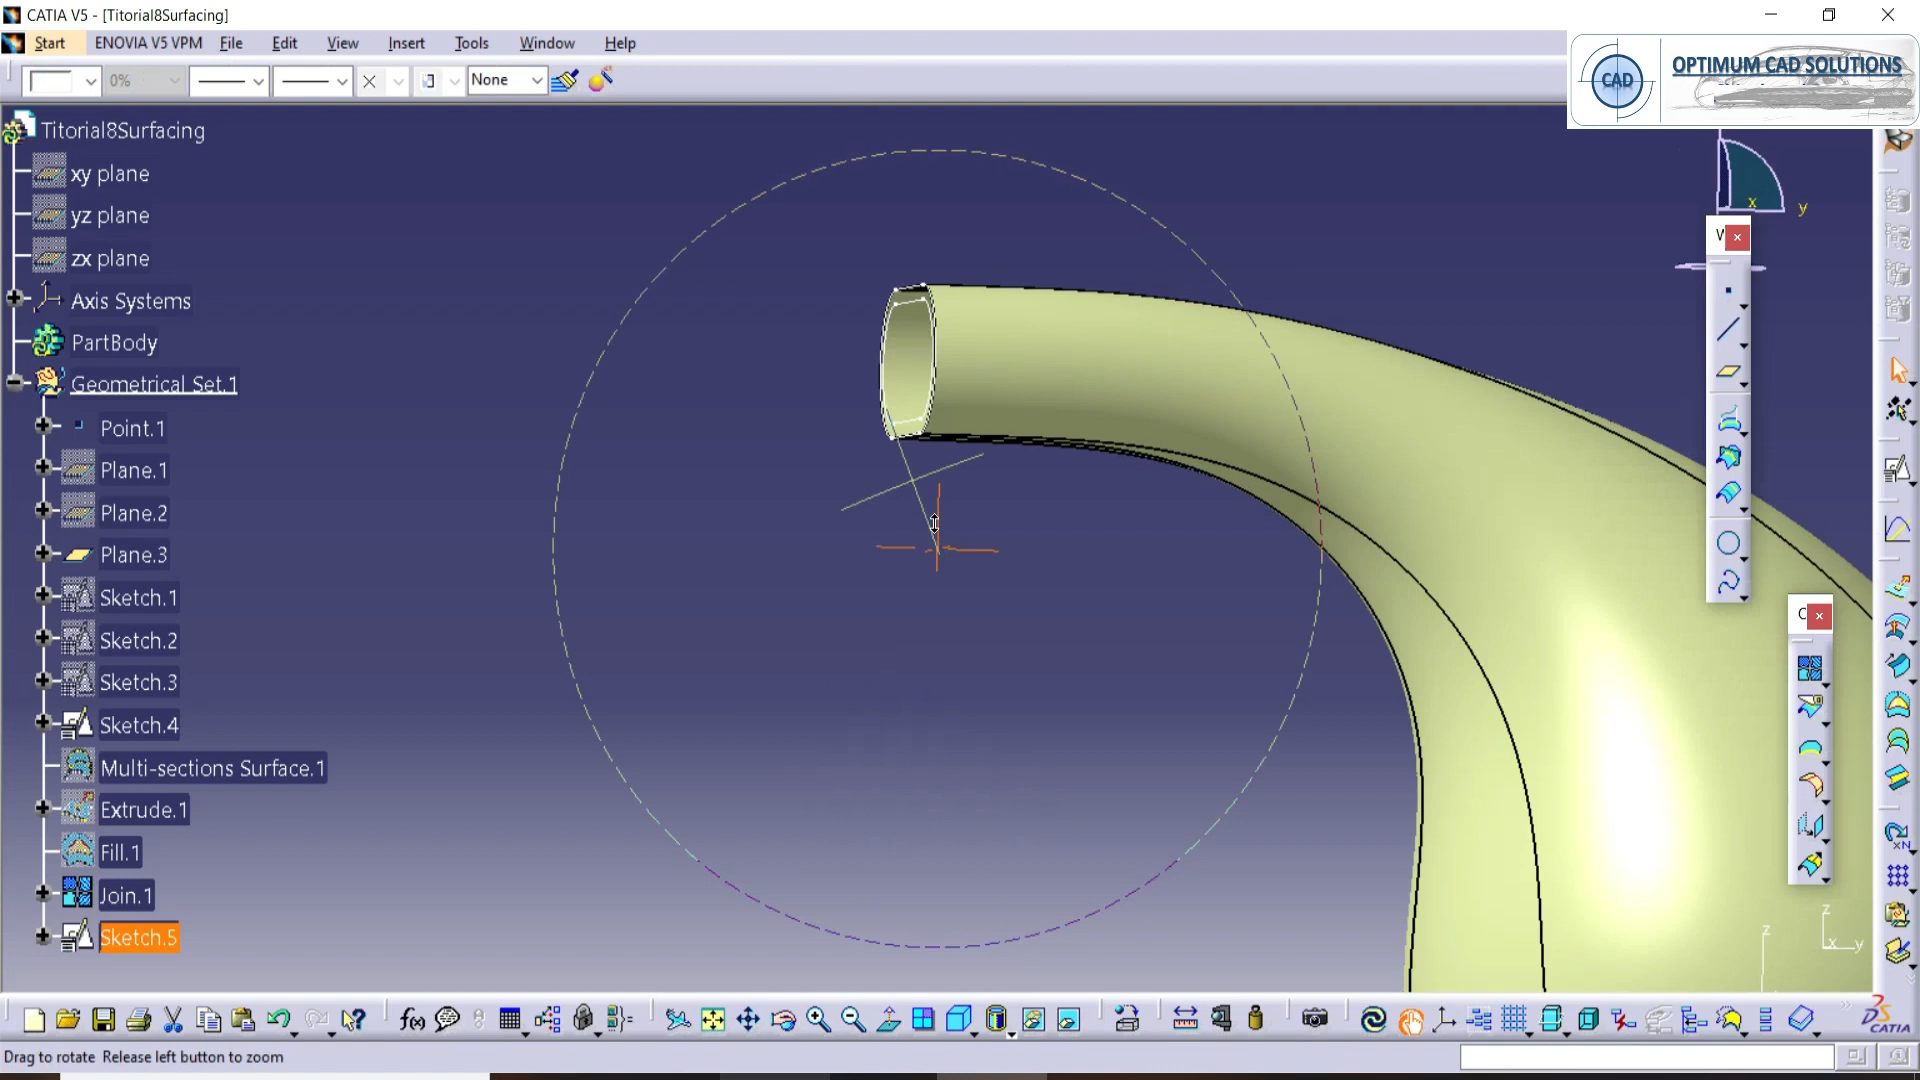 CATIA V5 - [Titorial8Surfacing]
Start ENOVIA V5 VPM File Edit View Insert Tools Window Help
0% None
CAD OPTIMUM CAD SOLUTIONS
Titorial8Surfacing
xy plane
yz plane
zx plane
Axis Systems
PartBody
Geometrical Set.1
Point.1
Plane.1
Plane.2
Plane.3
Sketch.1
Sketch.2
Sketch.3
Sketch.4
Multi-sections Surface.1
Extrude.1
Fill.1
Join.1
Sketch.5
x y
z
z x y
f(x)
CATIA
Drag to rotate Release left button to zoom